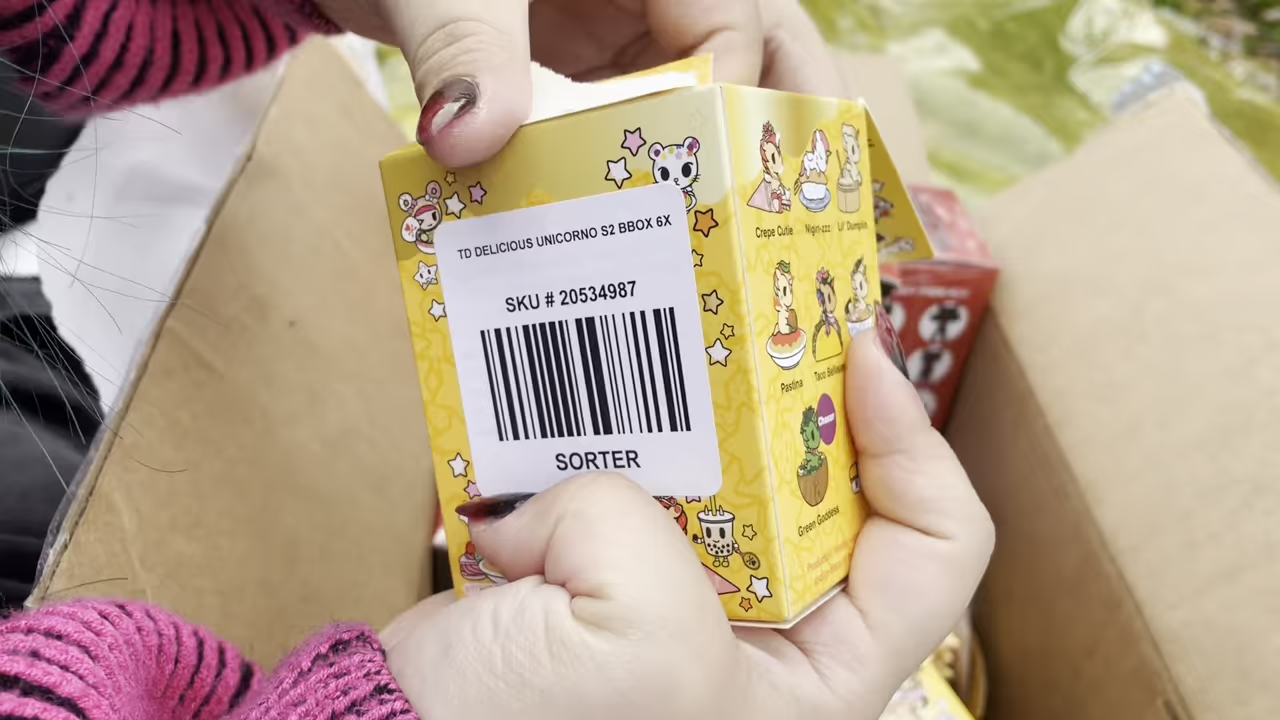 TD DELICIOUS UNICORNO S2 BBOX 6X
SKU # 20534987
SORTER
Crepe Cutie
Nigiri-zzz
Lil' Dumplin
Pastina
Taco
Chaser
Green Goddess